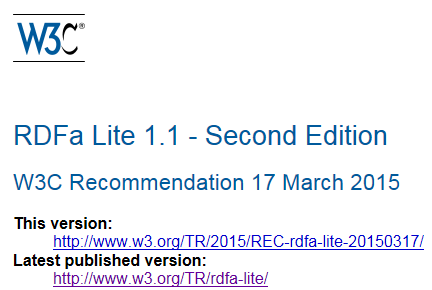 W3C®
RDFa Lite 1.1 - Second Edition
W3C Recommendation 17 March 2015
This version:
http://www.w3.org/TR/2015/REC-rdfa-lite-20150317/
Latest published version:
http://www.w3.org/TR/rdfa-lite/